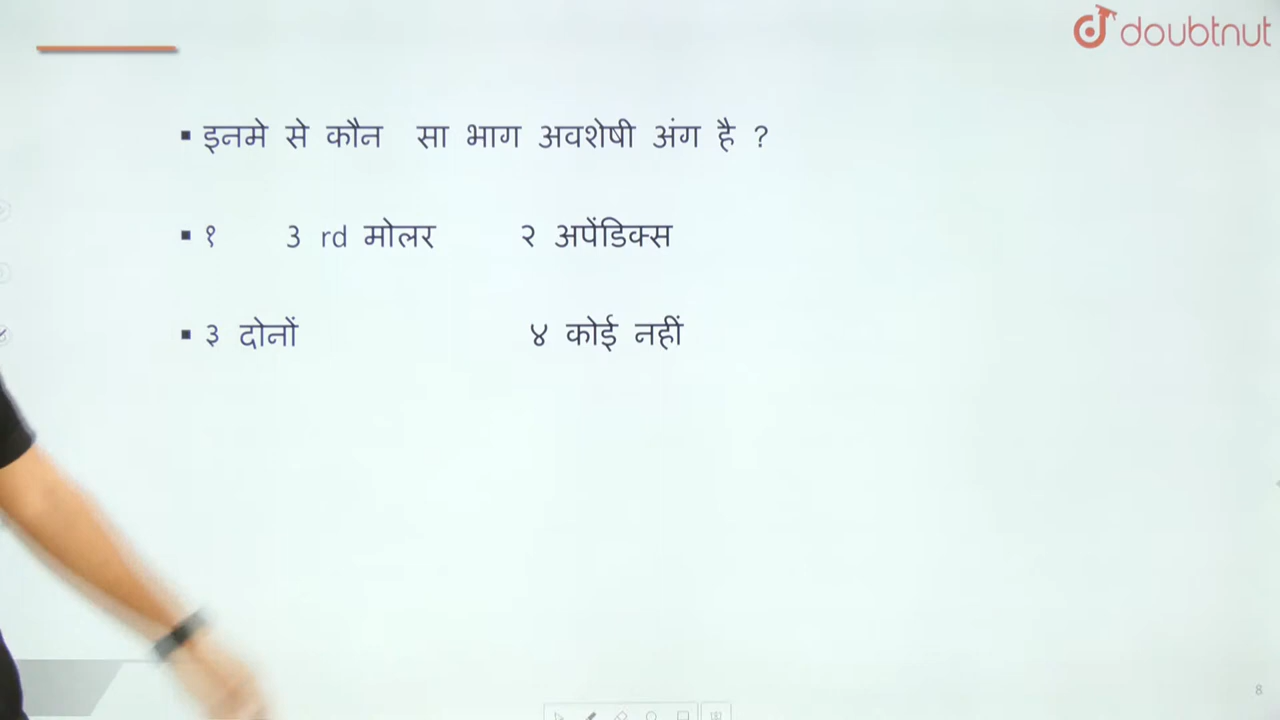 doubtnut
▪ इनमे से कौन सा भाग अवशेषी अंग है ?
▪ १ 3 rd मोलर २ अपेंडिक्स
▪ ३ दोनों ४ कोई नहीं
8